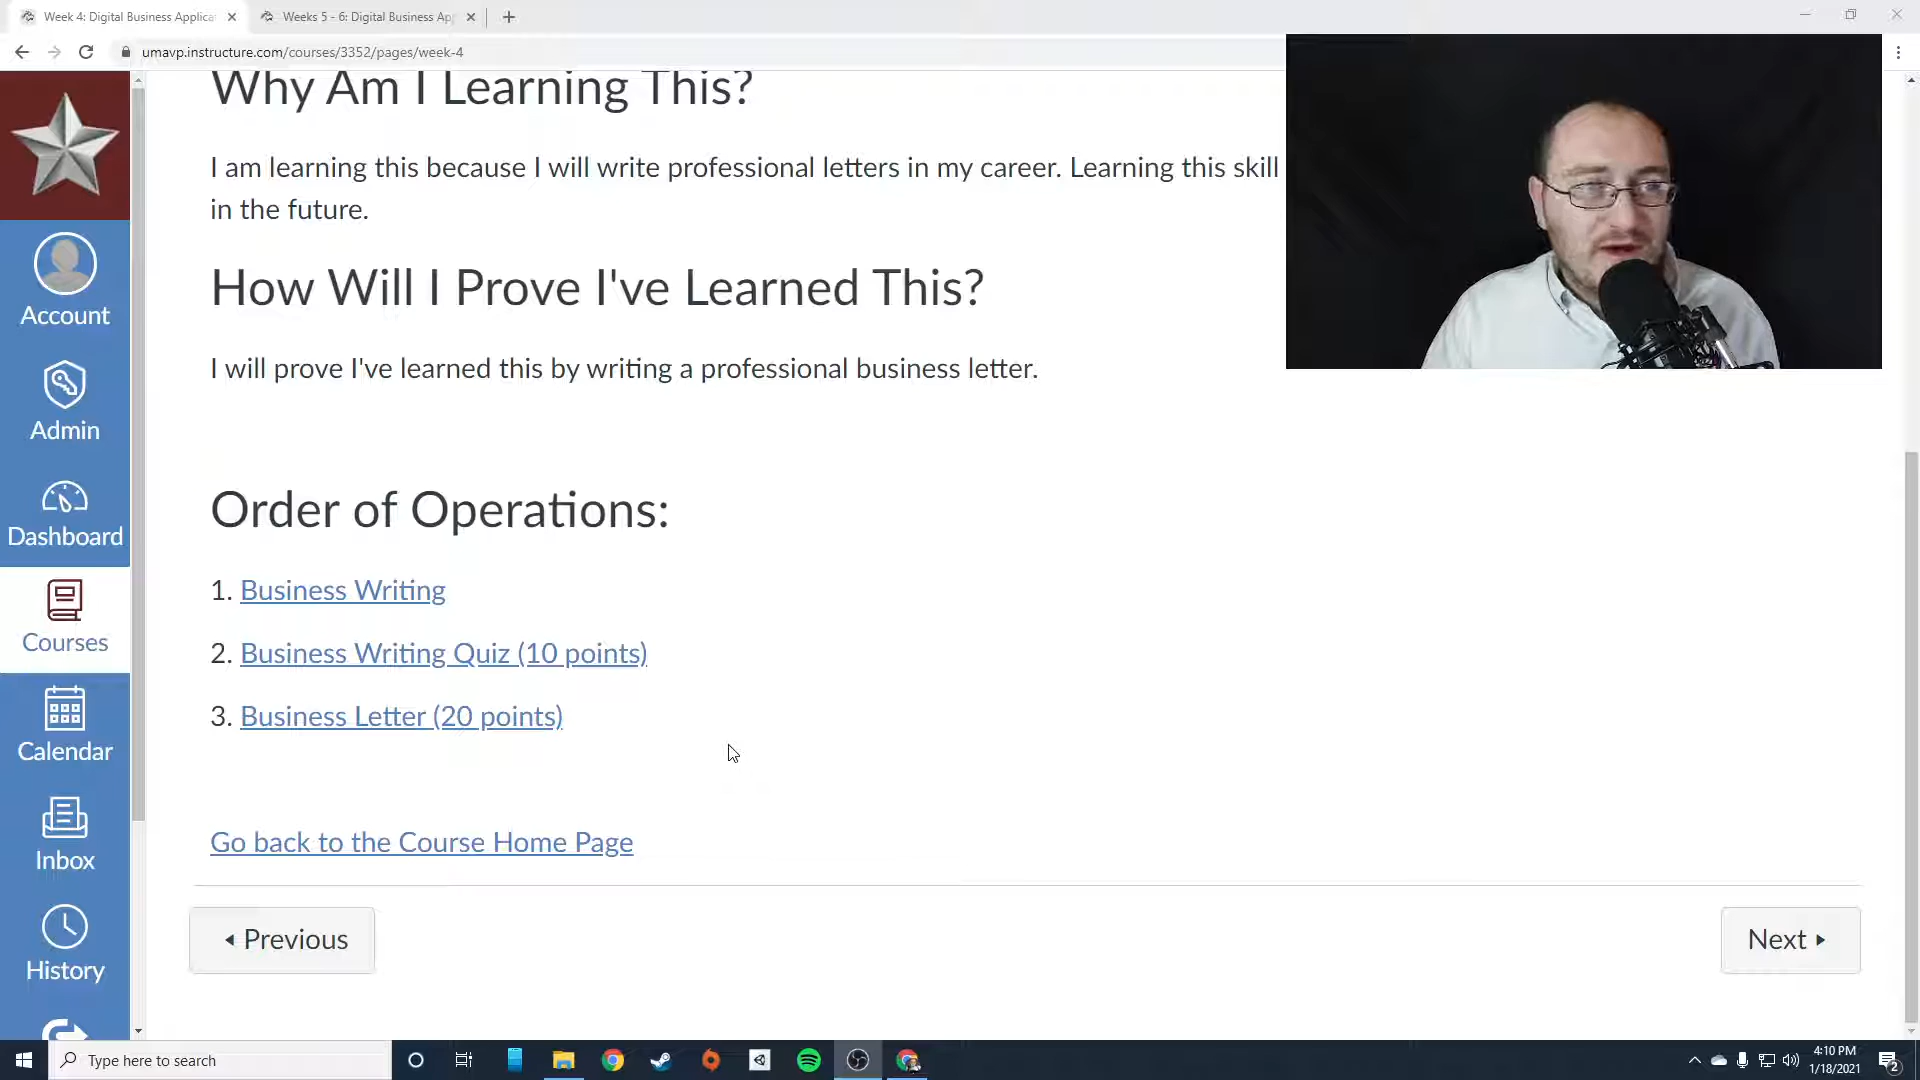 Week 4: Digital Business Applica
Weeks 5 - 6: Digital Business Ap
umavp.instructure.com/courses/3352/pages/week-4
Why Am I Learning This?
I am learning this because I will write professional letters in my career. Learning this skill
in the future.
How Will I Prove I've Learned This?
I will prove I've learned this by writing a professional business letter.
Order of Operations:
1. Business Writing
2. Business Writing Quiz (10 points)
3. Business Letter (20 points)
Go back to the Course Home Page
Previous
Next
Account
Admin
Dashboard
Courses
Calendar
Inbox
History
Type here to search
4:10 PM
1/18/2021
2